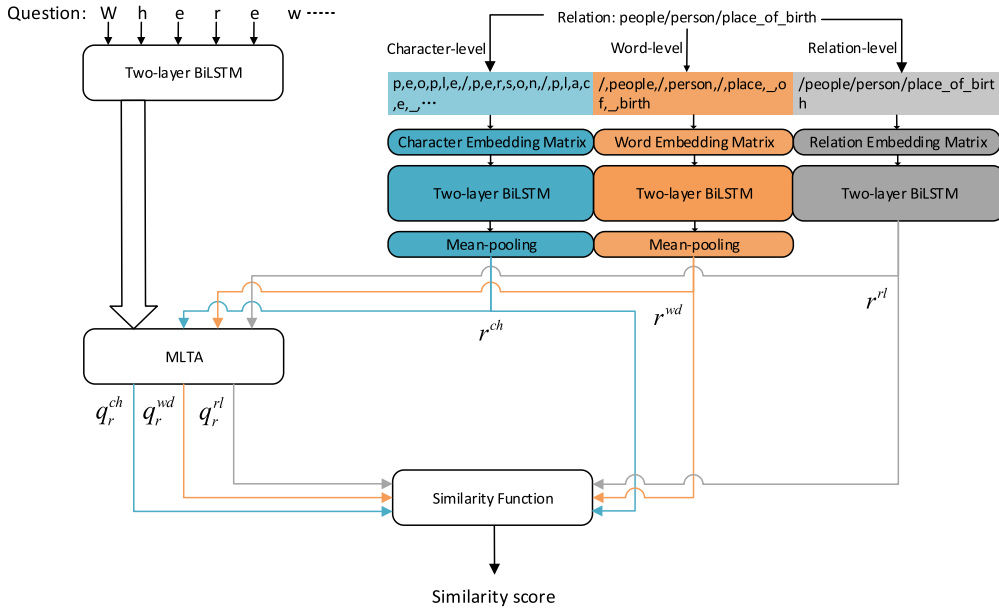 Question: W h e r e w -----
Two-layer BiLSTM
Relation: people/person/place_of_birth
Character-level
Word-level
Relation-level
p,e,o,p,l,e,/,p,e,r,s,o,n,/,p,l,a,c
,e,_,···
/,people,/,person,/,place,_,o
f,_,birth
/people/person/place_of_birt
h
Character Embedding Matrix
Word Embedding Matrix
Relation Embedding Matrix
Two-layer BiLSTM
Two-layer BiLSTM
Two-layer BiLSTM
Mean-pooling
Mean-pooling
r^{ch}
r^{wd}
r^{rl}
MLTA
q_r^{ch}
q_r^{wd}
q_r^{rl}
Similarity Function
Similarity score